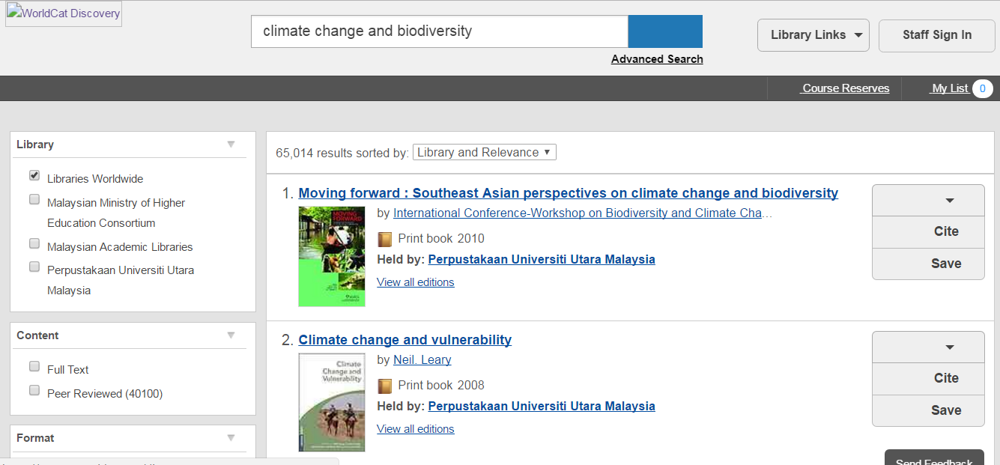 WorldCat Discovery
climate change and biodiversity
Library Links
Staff Sign In
Advanced Search
Course Reserves
My List 0
Library
Libraries Worldwide
Malaysian Ministry of Higher
Education Consortium
Malaysian Academic Libraries
Perpustakaan Universiti Utara
Malaysia
Content
Full Text
Peer Reviewed (40100)
Format
65,014 results sorted by: Library and Relevance
1. Moving forward : Southeast Asian perspectives on climate change and biodiversity
MOVING
FORWARD
by International Conference-Workshop on Biodiversity and Climate Cha…
Print book 2010
Held by: Perpustakaan Universiti Utara Malaysia
View all editions
Cite
Save
2. Climate change and vulnerability
Climate
Change and
Vulnerability
by Neil. Leary
Print book 2008
Held by: Perpustakaan Universiti Utara Malaysia
View all editions
Cite
Save
Send Feedback